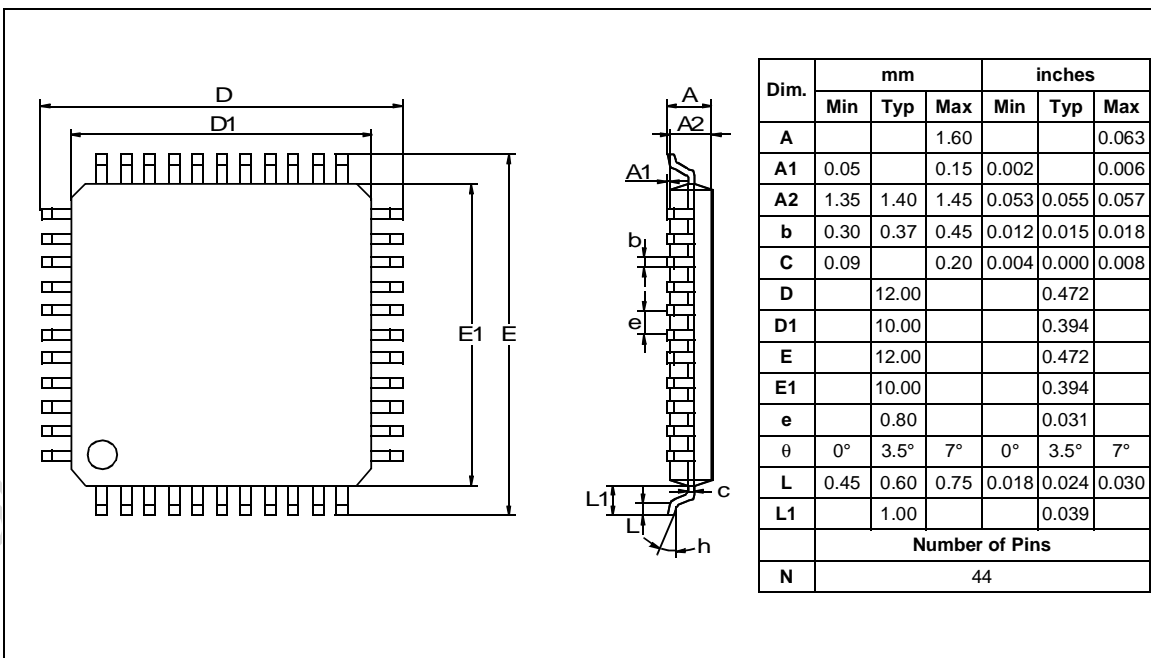 D
D1
E1 E
A
A2
A1
b
e
c
L1
L
h
Dim. mm inches
Min Typ Max Min Typ Max
A 1.60 0.063
A1 0.05 0.15 0.002 0.006
A2 1.35 1.40 1.45 0.053 0.055 0.057
b 0.30 0.37 0.45 0.012 0.015 0.018
C 0.09 0.20 0.004 0.000 0.008
D 12.00 0.472
D1 10.00 0.394
E 12.00 0.472
E1 10.00 0.394
e 0.80 0.031
θ 0° 3.5° 7° 0° 3.5° 7°
L 0.45 0.60 0.75 0.018 0.024 0.030
L1 1.00 0.039
Number of Pins
N 44